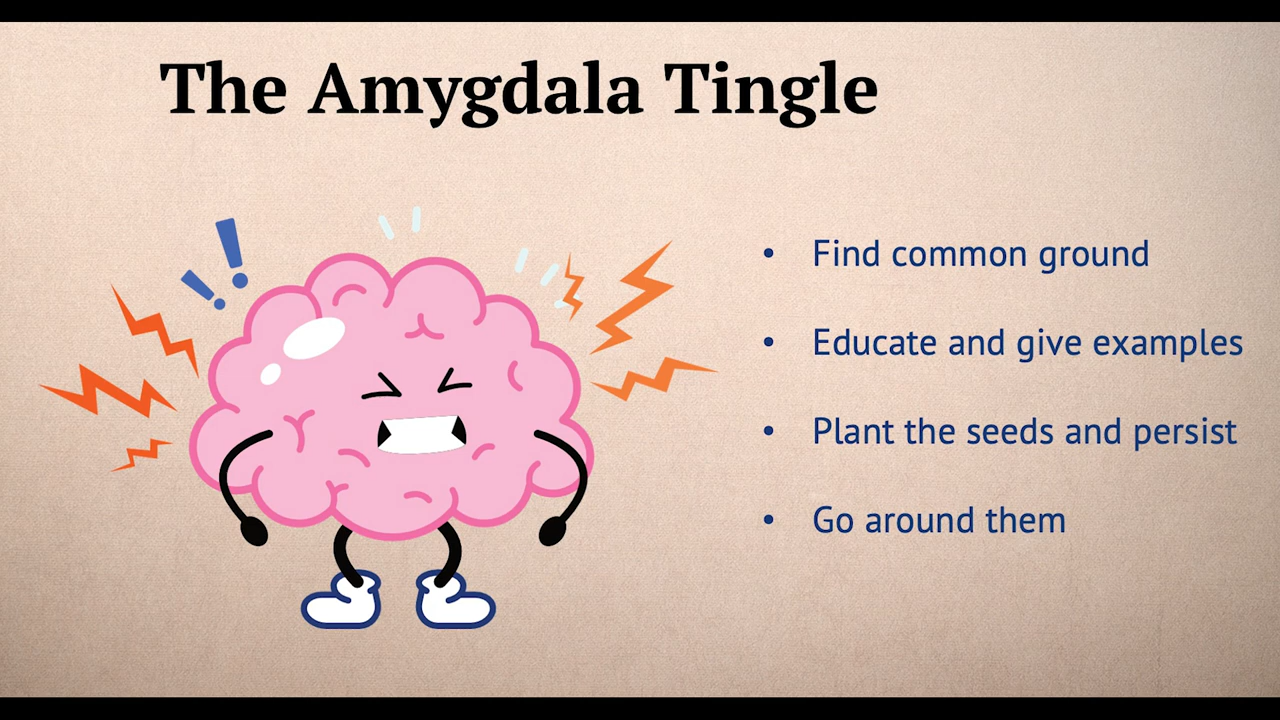 The Amygdala Tingle
• Find common ground
• Educate and give examples
• Plant the seeds and persist
• Go around them